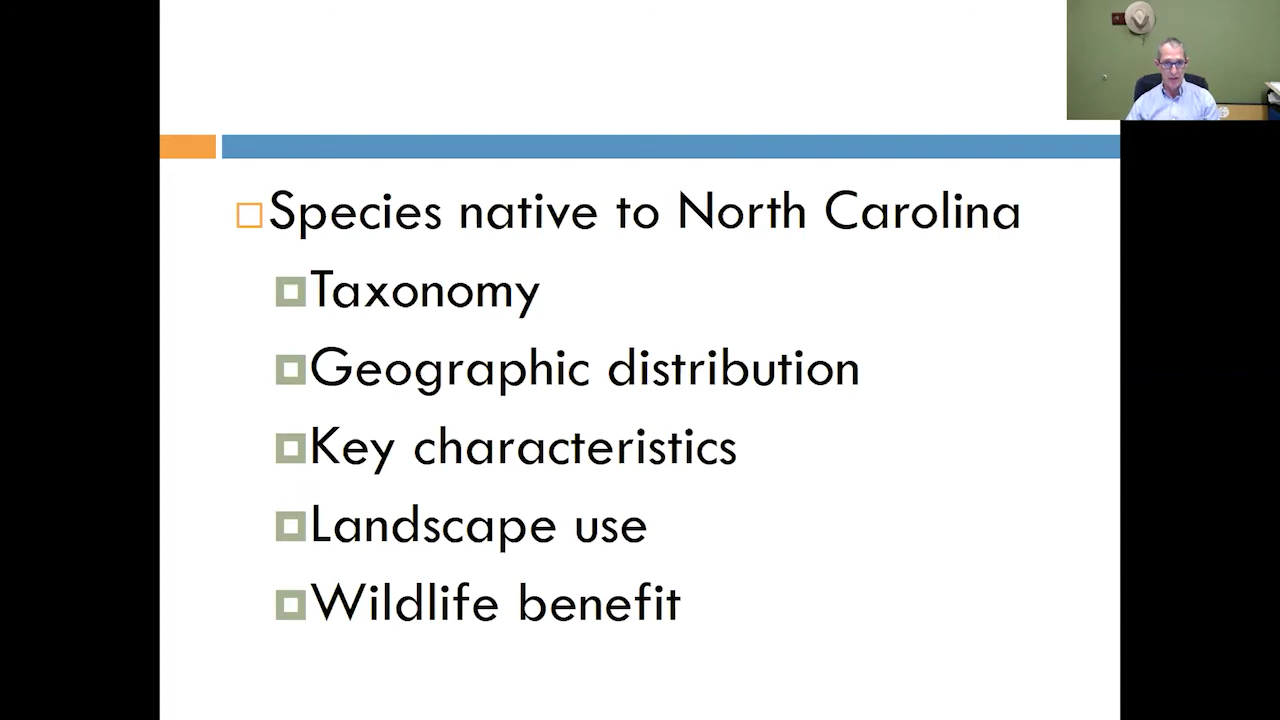 Species native to North Carolina
Taxonomy
Geographic distribution
Key characteristics
Landscape use
Wildlife benefit